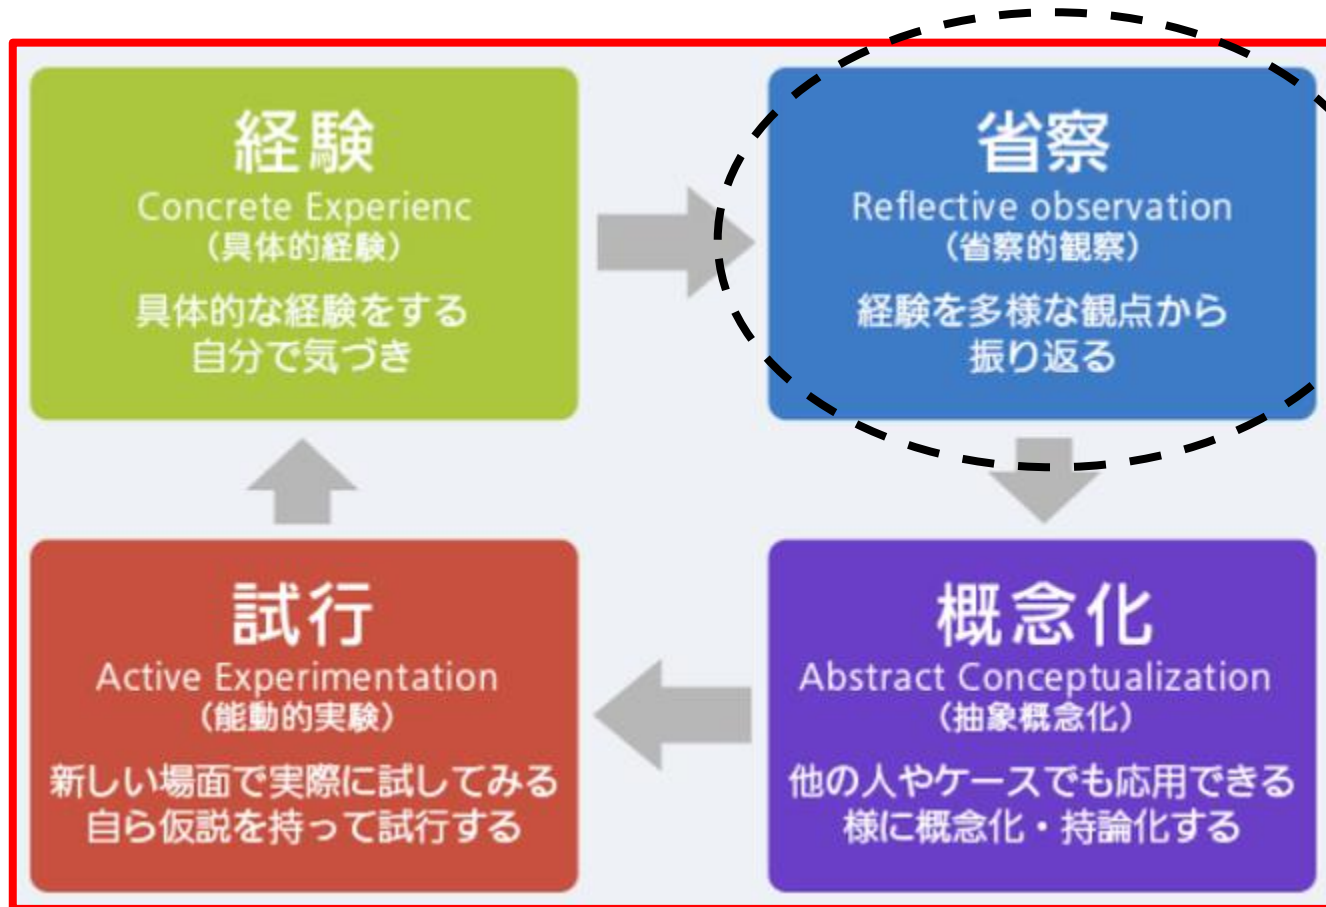 経験
Concrete Experienc
（具体的経験）
具体的な経験をする
自分で気づき
省察
Reflective observation
（省察的観察）
経験を多様な観点から
振り返る
試行
Active Experimentation
（能動的実験）
新しい場面で実際に試してみる
自ら仮説を持って試行する
概念化
Abstract Conceptualization
（抽象概念化）
他の人やケースでも応用できる
様に概念化・持論化する